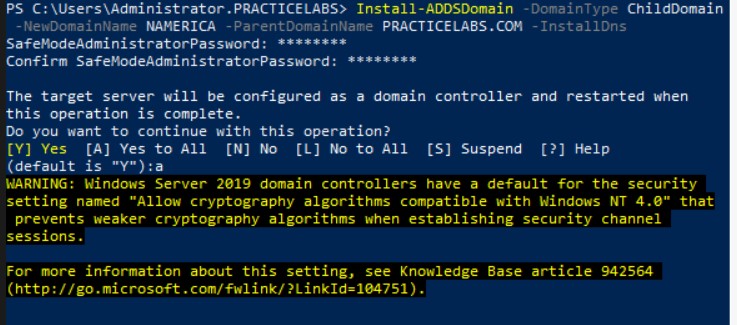 PS C:\Users\Administrator.PRACTICELABS> Install-ADDSDomain -DomainType ChildDomain
-NewDomainName NAMERICA -ParentDomainName PRACTICELABS.COM -InstallDns
SafeModeAdministratorPassword: ********
Confirm SafeModeAdministratorPassword: ********

The target server will be configured as a domain controller and restarted when
this operation is complete.
Do you want to continue with this operation?
[Y] Yes  [A] Yes to All  [N] No  [L] No to All  [S] Suspend  [?] Help
(default is "Y"):a
WARNING: Windows Server 2019 domain controllers have a default for the security
setting named "Allow cryptography algorithms compatible with Windows NT 4.0" that
prevents weaker cryptography algorithms when establishing security channel
sessions.

For more information about this setting, see Knowledge Base article 942564
(http://go.microsoft.com/fwlink/?LinkId=104751).